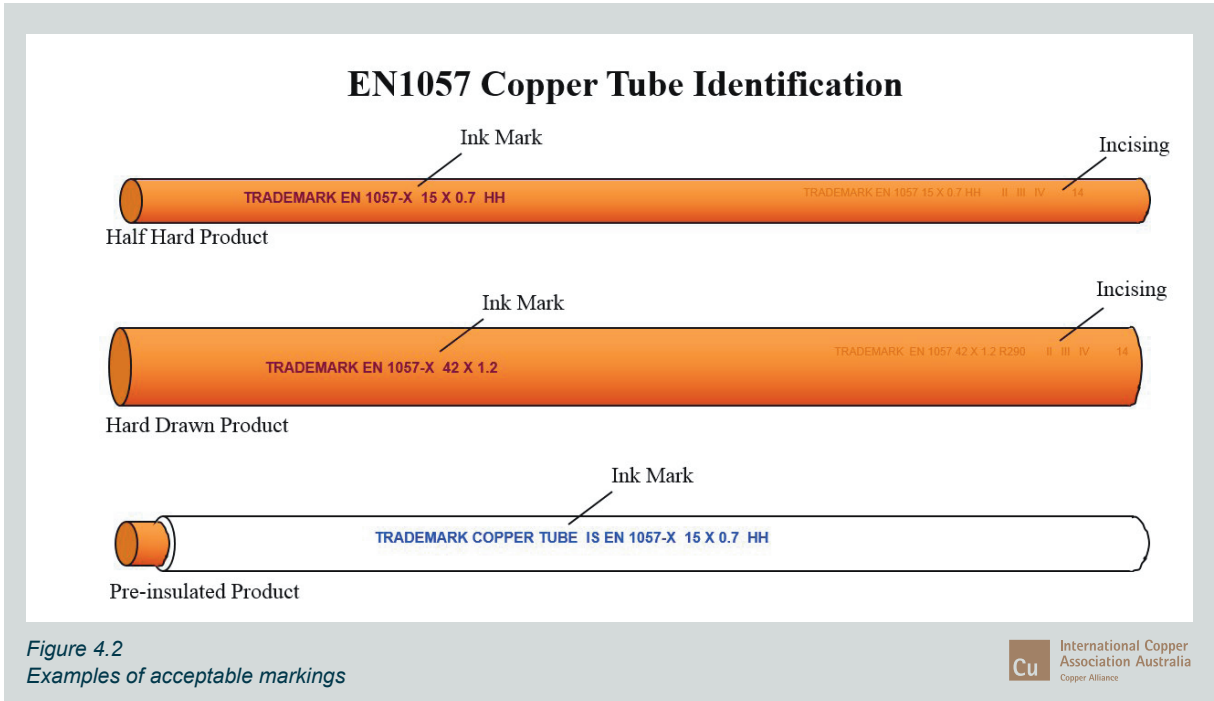 EN1057 Copper Tube Identification
Ink Mark
Incising
TRADEMARK EN 1057-X 15 X 0.7 HH
TRADEMARK EN 1057 15 X 0.7 HH II III IV 14
Half Hard Product
Ink Mark
Incising
TRADEMARK EN 1057-X 42 X 1.2
TRADEMARK EN 1057 42 X 1.2 R290 II III IV 14
Hard Drawn Product
Ink Mark
TRADEMARK COPPER TUBE IS EN 1057-X 15 X 0.7 HH
Pre-insulated Product
Figure 4.2
Examples of acceptable markings
Cu
International Copper
Association Australia
Copper Alliance